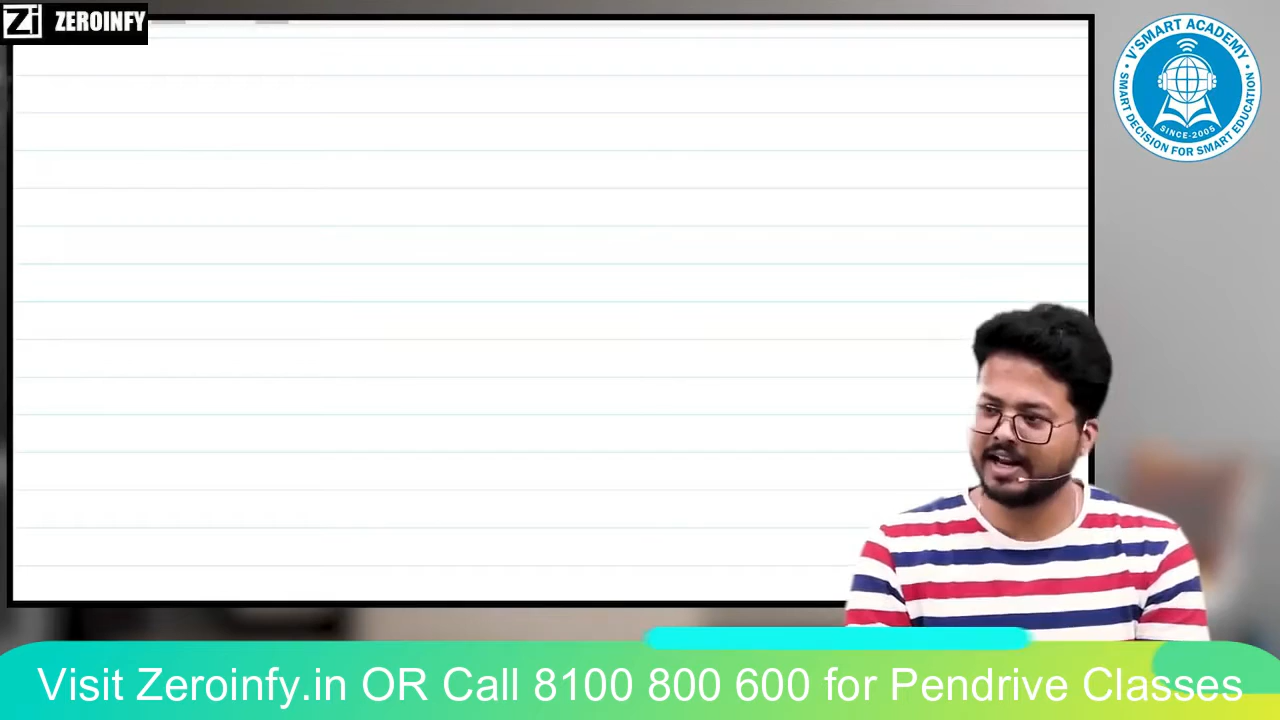 Zi ZEROINFY
V'SMART ACADEMY
SINCE-2005
SMART DECISION FOR SMART EDUCATION
Visit Zeroinfy.in OR Call 8100 800 600 for Pendrive Classes